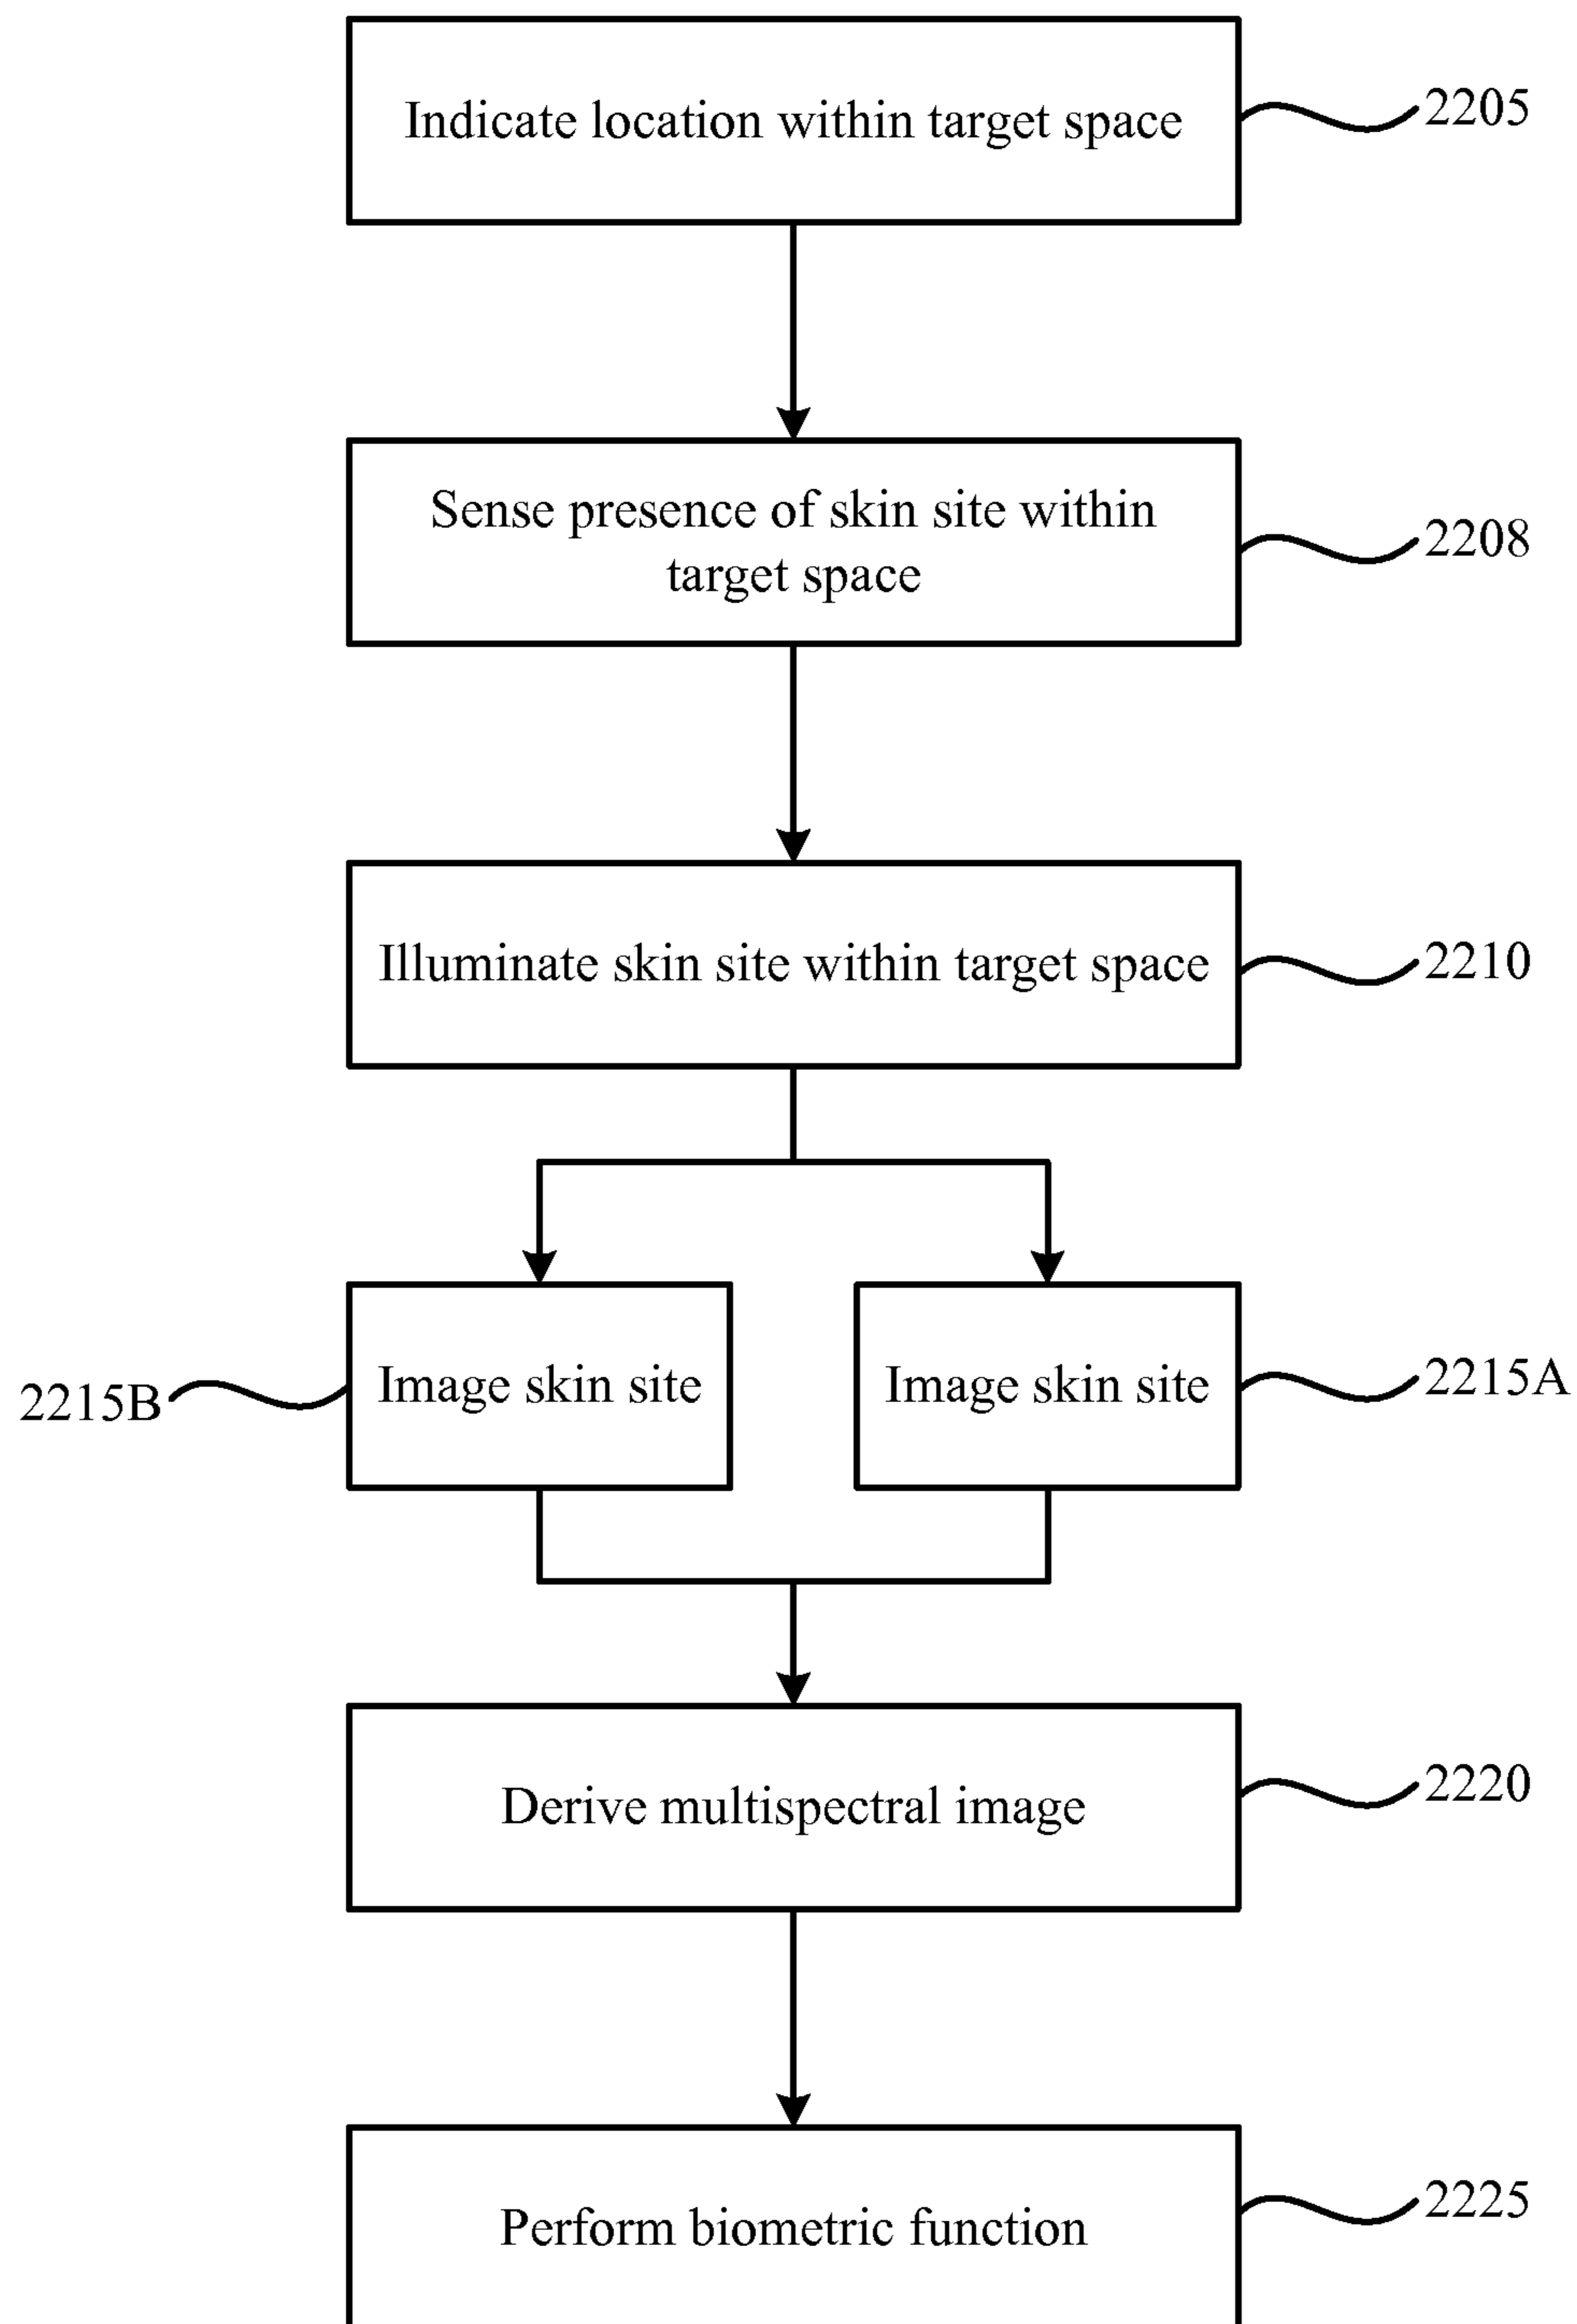 Indicate location within target space
2205
Sense presence of skin site within
target space
2208
Illuminate skin site within target space
2210
2215B
Image skin site
Image skin site
2215A
Derive multispectral image
2220
Perform biometric function
2225